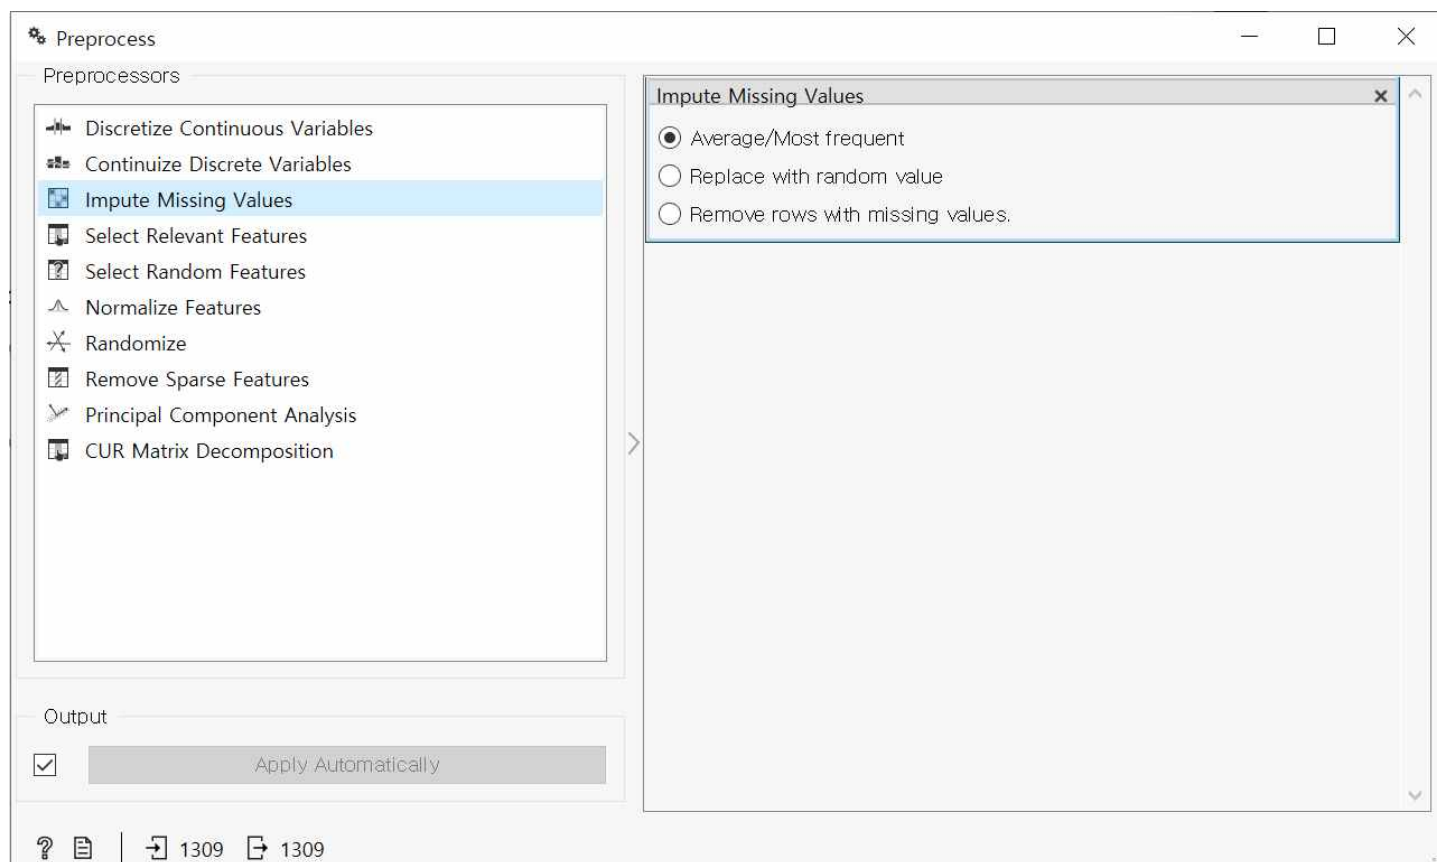 Preprocess
Preprocessors
Discretize Continuous Variables
Continuize Discrete Variables
Impute Missing Values
Select Relevant Features
Select Random Features
Normalize Features
Randomize
Remove Sparse Features
Principal Component Analysis
CUR Matrix Decomposition
Output
Apply Automatically
1309 1309
Impute Missing Values
Average/Most frequent
Replace with random value
Remove rows with missing values.